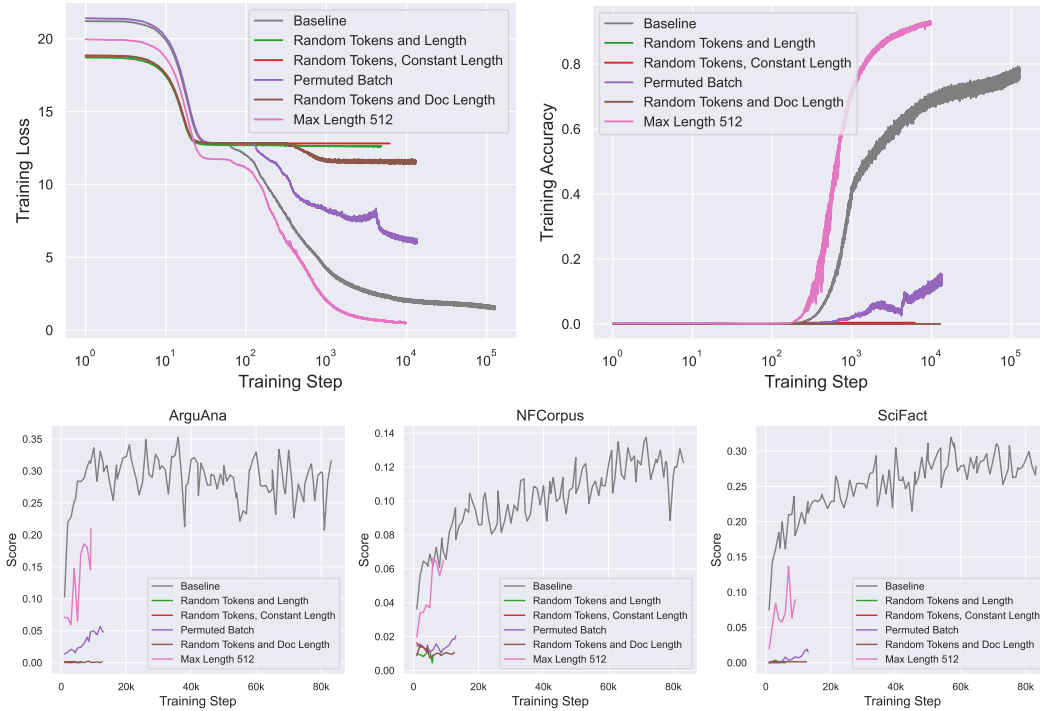 Training Loss
20
15
10
5
0
Baseline
Random Tokens and Length
Random Tokens, Constant Length
Permuted Batch
Random Tokens and Doc Length
Max Length 512
10^0
10^1
10^2
10^3
10^4
10^5
Training Step
Training Accuracy
0.8
0.6
0.4
0.2
0.0
Baseline
Random Tokens and Length
Random Tokens, Constant Length
Permuted Batch
Random Tokens and Doc Length
Max Length 512
10^0
10^1
10^2
10^3
10^4
10^5
Training Step
ArguAna
Score
0.35
0.30
0.25
0.20
0.15
0.10
0.05
0.00
Baseline
Random Tokens and Length
Random Tokens, Constant Length
Permuted Batch
Random Tokens and Doc Length
Max Length 512
0
20k
40k
60k
80k
Training Step
NFCorpus
Score
0.14
0.12
0.10
0.08
0.06
0.04
0.02
0.00
Baseline
Random Tokens and Length
Random Tokens, Constant Length
Permuted Batch
Random Tokens and Doc Length
Max Length 512
0
20k
40k
60k
80k
Training Step
SciFact
Score
0.30
0.25
0.20
0.15
0.10
0.05
0.00
Baseline
Random Tokens and Length
Random Tokens, Constant Length
Permuted Batch
Random Tokens and Doc Length
Max Length 512
0
20k
40k
60k
80k
Training Step